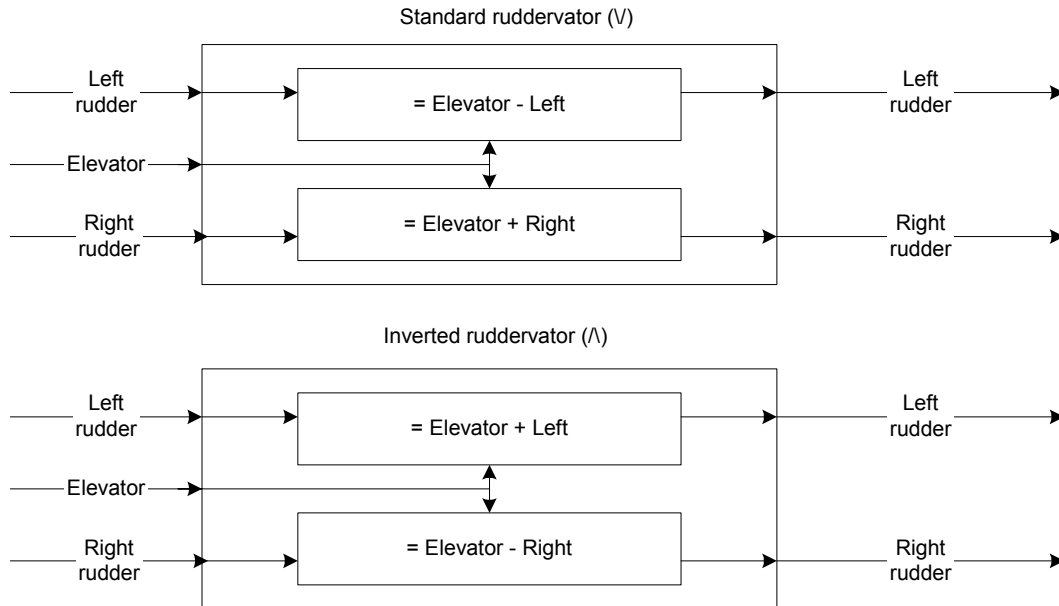 Standard ruddervator (\/)
Left
rudder
= Elevator - Left
Left
rudder
Elevator
Right
rudder
= Elevator + Right
Right
rudder
Inverted ruddervator (/\)
Left
rudder
= Elevator + Left
Left
rudder
Elevator
Right
rudder
= Elevator - Right
Right
rudder